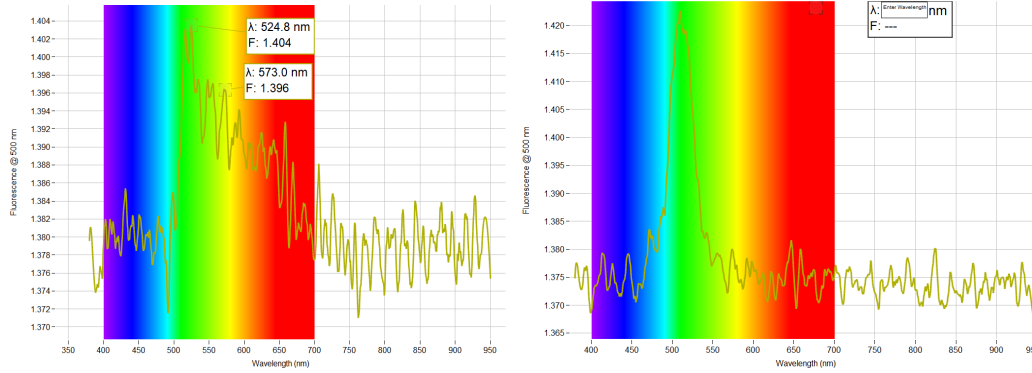 1.404
1.402
1.400
1.398
1.396
1.394
1.392
1.390
1.388
1.386
1.384
1.382
1.380
1.378
1.376
1.374
1.372
1.370
Fluorescence @ 500 nm
350 400 450 500 550 600 650 700 750 800 850 900 950
Wavelength (nm)
λ: 524.8 nm
F: 1.404
λ: 573.0 nm
F: 1.396
1.420
1.415
1.410
1.405
1.400
1.395
1.390
1.385
1.380
1.375
1.370
1.365
Fluorescence @ 500 nm
400 450 500 550 600 650 700 750 800 850 900 950
Wavelength (nm)
λ: Enter Wavelength nm
F: ---